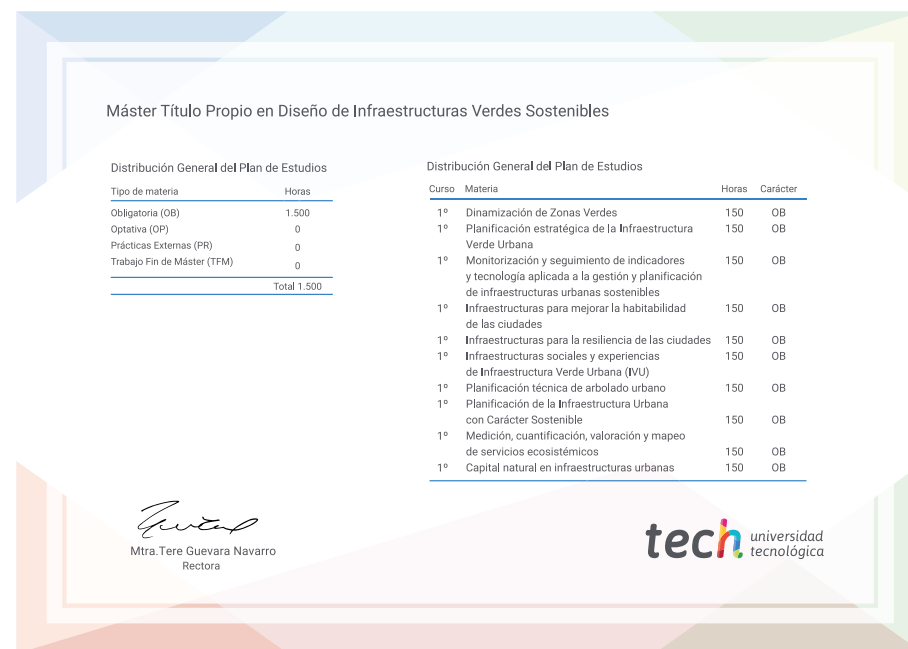 Máster Título Propio en Diseño de Infraestructuras Verdes Sostenibles
Distribución General del Plan de Estudios
Tipo de materia Horas
Obligatoria (OB) 1.500
Optativa (OP) 0
Prácticas Externas (PR) 0
Trabajo Fin de Máster (TFM) 0
Total 1.500
Distribución General del Plan de Estudios
Curso Materia Horas Carácter
1º Dinamización de Zonas Verdes 150 OB
1º Planificación estratégica de la Infraestructura 150 OB
Verde Urbana
1º Monitorización y seguimiento de indicadores 150 OB
y tecnología aplicada a la gestión y planificación
de infraestructuras urbanas sostenibles
1º Infraestructuras para mejorar la habitabilidad 150 OB
de las ciudades
1º Infraestructuras para la resiliencia de las ciudades 150 OB
1º Infraestructuras sociales y experiencias 150 OB
de Infraestructura Verde Urbana (IVU)
1º Planificación técnica de arbolado urbano 150 OB
1º Planificación de la Infraestructura Urbana
con Carácter Sostenible 150 OB
1º Medición, cuantificación, valoración y mapeo
de servicios ecosistémicos 150 OB
1º Capital natural en infraestructuras urbanas 150 OB
Mtra.Tere Guevara Navarro
Rectora
tech universidad
tecnológica